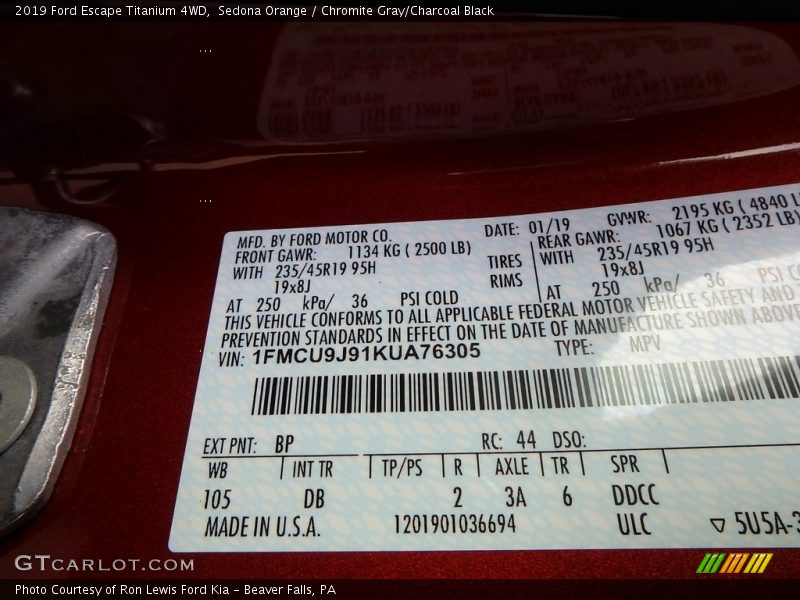 2019 Ford Escape Titanium 4WD,  Sedona Orange / Chromite Gray/Charcoal Black
MFD. BY FORD MOTOR CO. DATE: 01/19 GVWR: 2195 KG ( 4840
FRONT GAWR: 1134 KG ( 2500 LB) REAR GAWR: 1067 KG ( 2352 LB)
WITH 235/45R19 95H TIRES WITH 235/45R19 95H
19x8J RIMS 19x8J
AT 250 kPa/ 36 PSI COLD AT 250 kPa/ 36 PSI
THIS VEHICLE CONFORMS TO ALL APPLICABLE FEDERAL MOTOR VEHICLE SAFETY AND
PREVENTION STANDARDS IN EFFECT ON THE DATE OF MANUFACTURE SHOWN ABOVE
VIN: 1FMCU9J91KUA76305 TYPE: MPV
EXT PNT: BP RC: 44 DSO:
WB INT TR TP/PS R AXLE TR SPR
105 DB 2 3A 6 DDCC
MADE IN U.S.A. 1201901036694 ULC 5U5A-3
GTCARLOT.COM
Photo Courtesy of Ron Lewis Ford Kia - Beaver Falls, PA